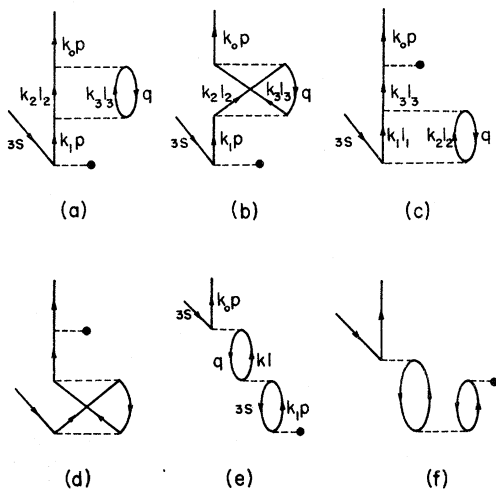 k₀p
k₂l₂
k₃l₃
q
3s
k₁p
(a)
k₀p
k₂l₂
k₃l₃
q
3s
k₁p
(b)
k₀p
k₃l₃
3s
k₁l₁
k₂l₂
q
(c)
(d)
3s
k₀p
q
kl
3s
k₁p
(e)
(f)